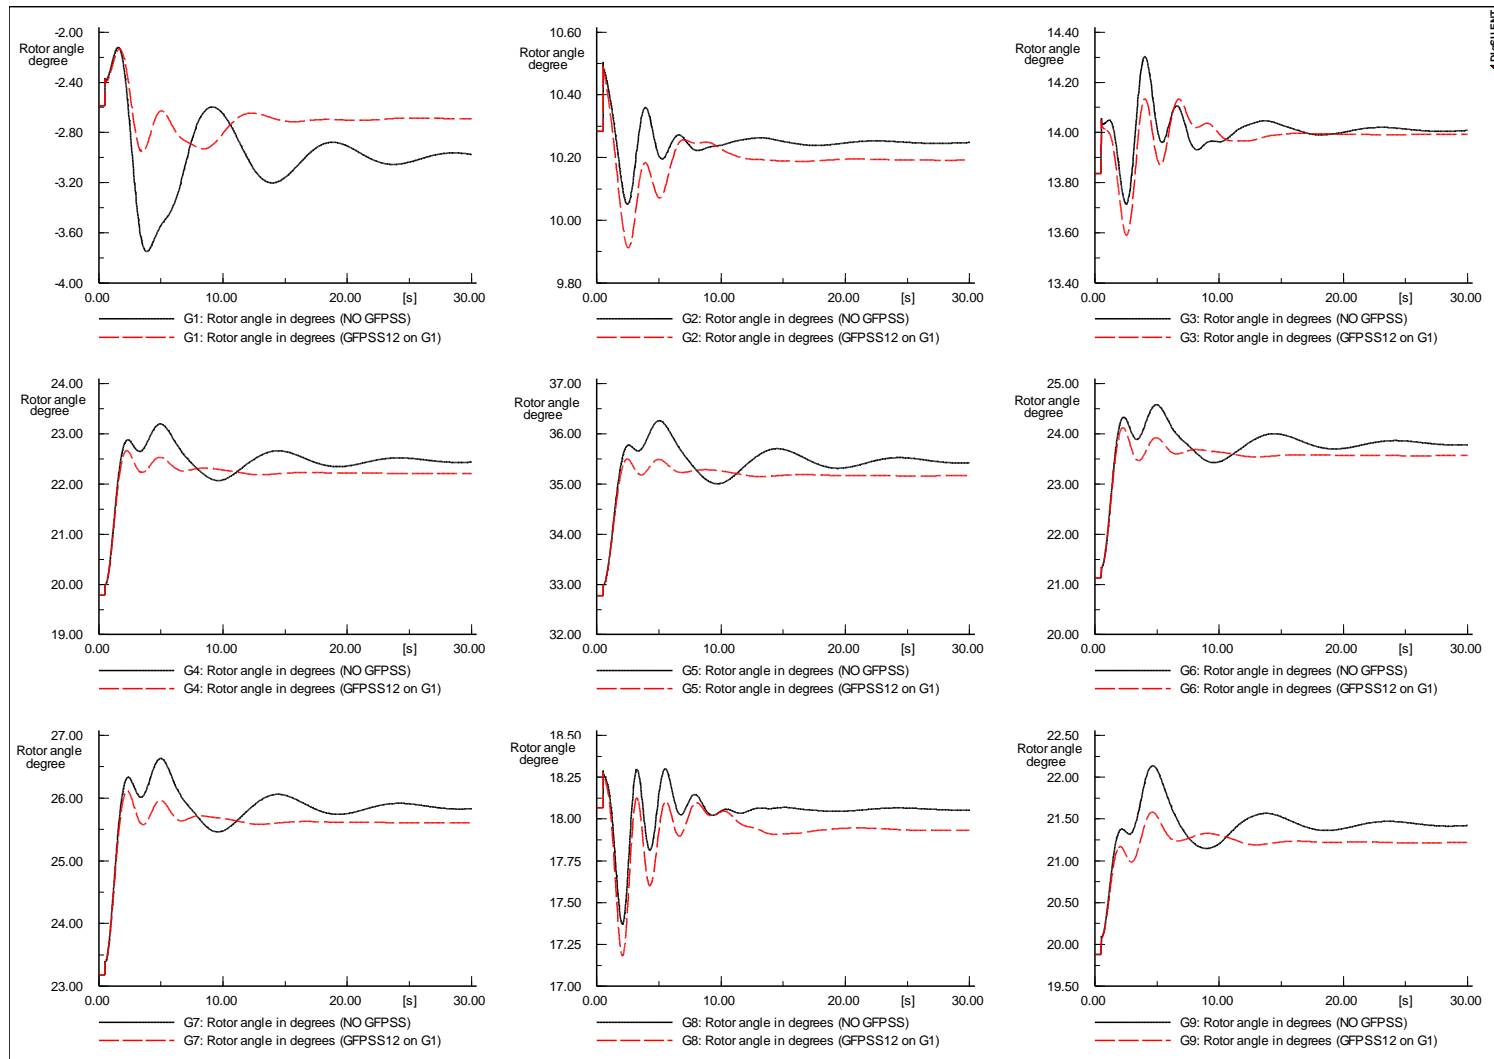 -2.00
Rotor angle
degree
-2.40
-2.80
-3.20
-3.60
-4.00
0.00 10.00 20.00 [s] 30.00
G1: Rotor angle in degrees (NO GFPSS)
G1: Rotor angle in degrees (GFPSS12 on G1)
10.60
Rotor angle
degree
10.40
10.20
10.00
9.80
0.00 10.00 20.00 [s] 30.00
G2: Rotor angle in degrees (NO GFPSS)
G2: Rotor angle in degrees (GFPSS12 on G1)
14.40
Rotor angle
degree
14.20
14.00
13.80
13.60
13.40
0.00 10.00 20.00 [s] 30.00
G3: Rotor angle in degrees (NO GFPSS)
G3: Rotor angle in degrees (GFPSS12 on G1)
24.00
Rotor angle
degree
23.00
22.00
21.00
20.00
19.00
0.00 10.00 20.00 [s] 30.00
G4: Rotor angle in degrees (NO GFPSS)
G4: Rotor angle in degrees (GFPSS12 on G1)
37.00
Rotor angle
degree
36.00
35.00
34.00
33.00
32.00
0.00 10.00 20.00 [s] 30.00
G5: Rotor angle in degrees (NO GFPSS)
G5: Rotor angle in degrees (GFPSS12 on G1)
25.00
Rotor angle
degree
24.00
23.00
22.00
21.00
20.00
0.00 10.00 20.00 [s] 30.00
G6: Rotor angle in degrees (NO GFPSS)
G6: Rotor angle in degrees (GFPSS12 on G1)
27.00
Rotor angle
degree
26.00
25.00
24.00
23.00
0.00 10.00 20.00 [s] 30.00
G7: Rotor angle in degrees (NO GFPSS)
G7: Rotor angle in degrees (GFPSS12 on G1)
18.50
Rotor angle
degree
18.25
18.00
17.75
17.50
17.25
17.00
0.00 10.00 20.00 [s] 30.00
G8: Rotor angle in degrees (NO GFPSS)
G8: Rotor angle in degrees (GFPSS12 on G1)
22.50
Rotor angle
degree
22.00
21.50
21.00
20.50
20.00
19.50
0.00 10.00 20.00 [s] 30.00
G9: Rotor angle in degrees (NO GFPSS)
G9: Rotor angle in degrees (GFPSS12 on G1)